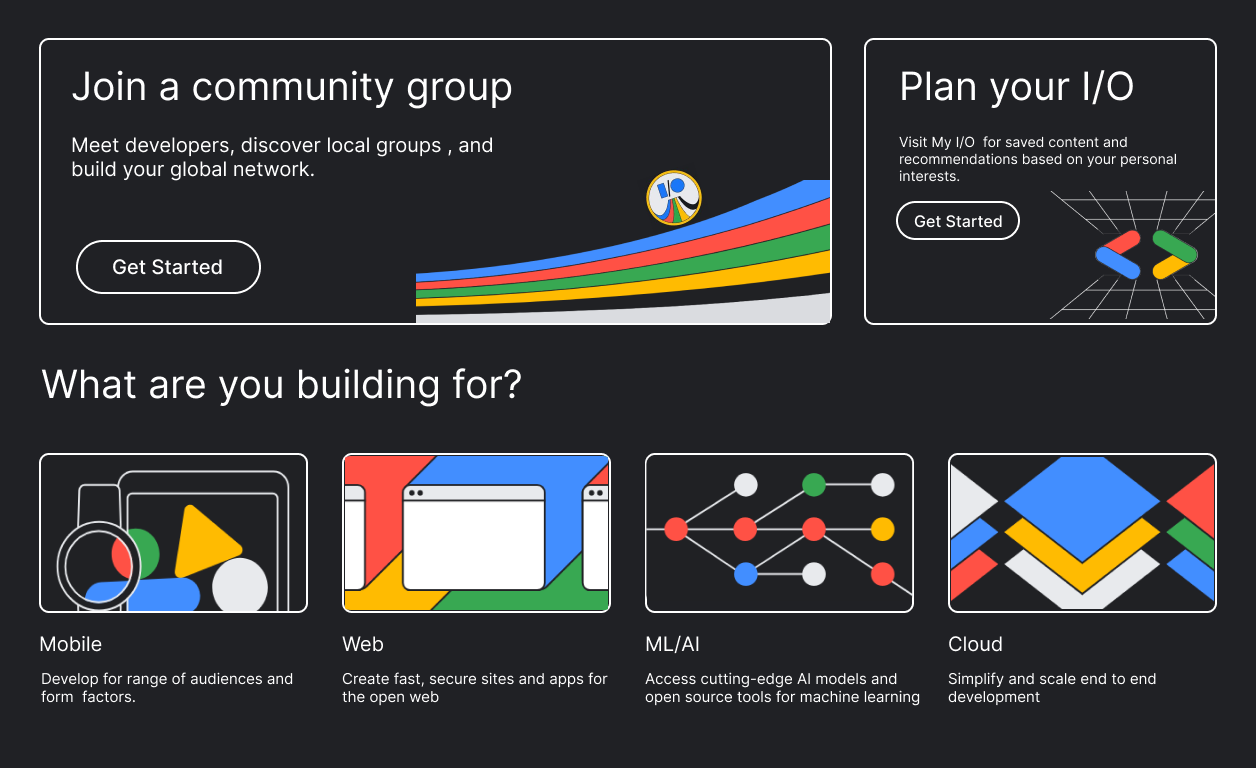 Join a community group
Meet developers, discover local groups , and
build your global network.
Get Started
Plan your I/O
Visit My I/O  for saved content and
recommendations based on your personal
interests.
Get Started
What are you building for?
Mobile
Develop for range of audiences and
form  factors.
Web
Create fast, secure sites and apps for
the open web
ML/AI
Access cutting-edge AI models and
open source tools for machine learning
Cloud
Simplify and scale end to end
development